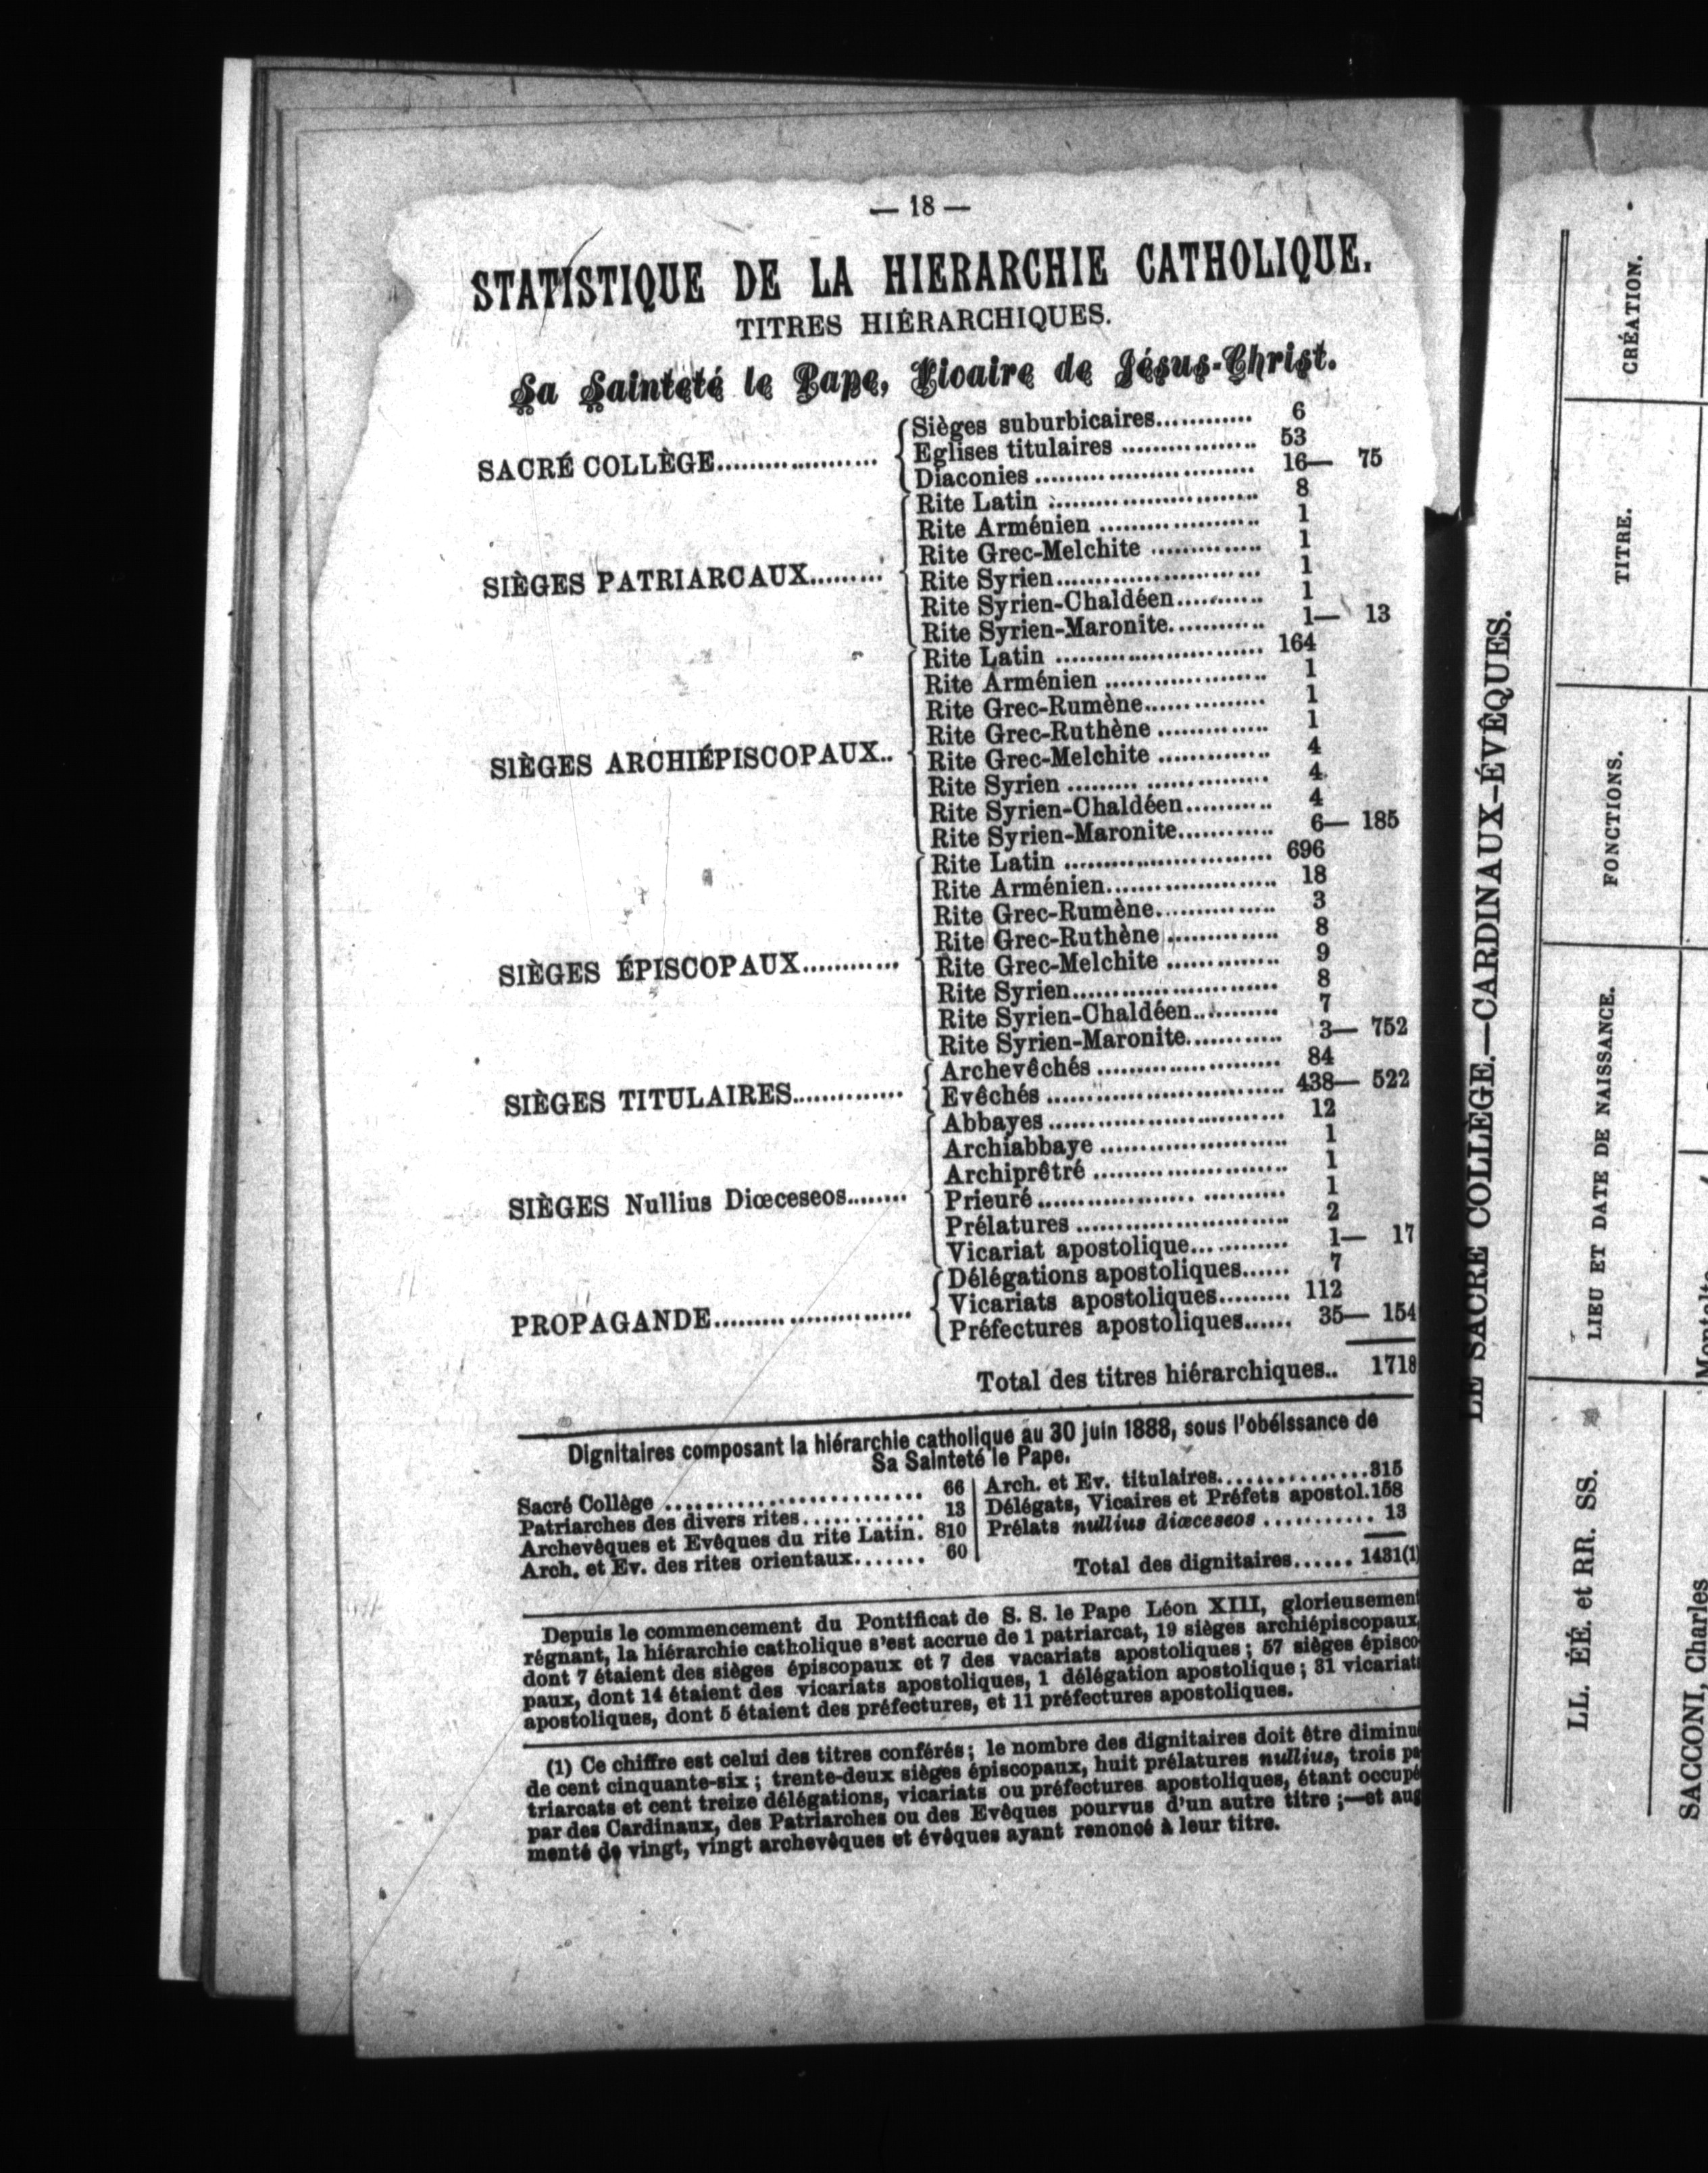 — 18 —
STATISTIQUE DE LA HIERARCHIE CATHOLIQUE.
TITRES HIÉRARCHIQUES.
Sa Sainteté le Pape, Vicaire de Jésus-Christ.
SACRÉ COLLÈGE....................
Sièges suburbicaires............ 6
Eglises titulaires ................. 53
Diaconies ............................ 16— 75
SIÈGES PATRIARCAUX.........
Rite Latin ........................... 8
Rite Arménien .................... 1
Rite Grec-Melchite .............. 1
Rite Syrien.......................... 1
Rite Syrien-Chaldéen........... 1
Rite Syrien-Maronite............ 1— 13
SIÈGES ARCHIÉPISCOPAUX..
Rite Latin .......................... 164
Rite Arménien .................... 1
Rite Grec-Rumène............... 1
Rite Grec-Ruthène .............. 1
Rite Grec-Melchite .............. 4
Rite Syrien ......................... 4
Rite Syrien-Chaldéen........... 4
Rite Syrien-Maronite............ 6— 185
SIÈGES ÉPISCOPAUX............
Rite Latin .......................... 696
Rite Arménien..................... 18
Rite Grec-Rumène............... 3
Rite Grec-Ruthène .............. 8
Rite Grec-Melchite .............. 9
Rite Syrien.......................... 8
Rite Syrien-Chaldéen........... 7
Rite Syrien-Maronite............ 3— 752
SIÈGES TITULAIRES..............
Archevêchés ....................... 84
Evêchés .............................. 438— 522
SIÈGES Nullius Diœceseos........
Abbayes .............................. 12
Archiabbaye ........................ 1
Archiprêtré ......................... 1
Prieuré ................................ 1
Prélatures ........................... 2
Vicariat apostolique............. 1— 17
PROPAGANDE.........................
Délégations apostoliques...... 7
Vicariats apostoliques......... 112
Préfectures apostoliques...... 35— 154
Total des titres hiérarchiques.. 1718
Dignitaires composant la hiérarchie catholique au 30 juin 1888, sous l'obéissance de
Sa Sainteté le Pape.
Sacré Collège .......................... 66
Patriarches des divers rites............ 13
Archevêques et Evêques du rite Latin. 810
Arch. et Ev. des rites orientaux....... 60
Arch. et Ev. titulaires...............315
Délégats, Vicaires et Préfets apostol.158
Prélats nullius diœceseos ........... 13
Total des dignitaires...... 1431(1)
Depuis le commencement du Pontificat de S. S. le Pape Léon XIII, glorieusement
régnant, la hiérarchie catholique s'est accrue de 1 patriarcat, 19 sièges archiépiscopaux,
dont 7 étaient des sièges épiscopaux et 7 des vacariats apostoliques ; 57 sièges épisco-
paux, dont 14 étaient des vicariats apostoliques, 1 délégation apostolique ; 31 vicariats
apostoliques, dont 5 étaient des préfectures, et 11 préfectures apostoliques.
(1) Ce chiffre est celui des titres conférés ; le nombre des dignitaires doit être diminué
de cent cinquante-six ; trente-deux sièges épiscopaux, huit prélatures nullius, trois pa
triarcats et cent treize délégations, vicariats ou préfectures apostoliques, étant occupé
par des Cardinaux, des Patriarches ou des Evêques pourvus d'un autre titre ;—et aug
menté de vingt, vingt archevêques et évêques ayant renoncé à leur titre.
LE SACRÉ COLLÈGE.—CARDINAUX-ÉVÊQUES.
LL. ÉÉ. et RR. SS.
LIEU ET DATE DE NAISSANCE.
FONCTIONS.
TITRE.
CRÉATION.
SACCONI, Charles